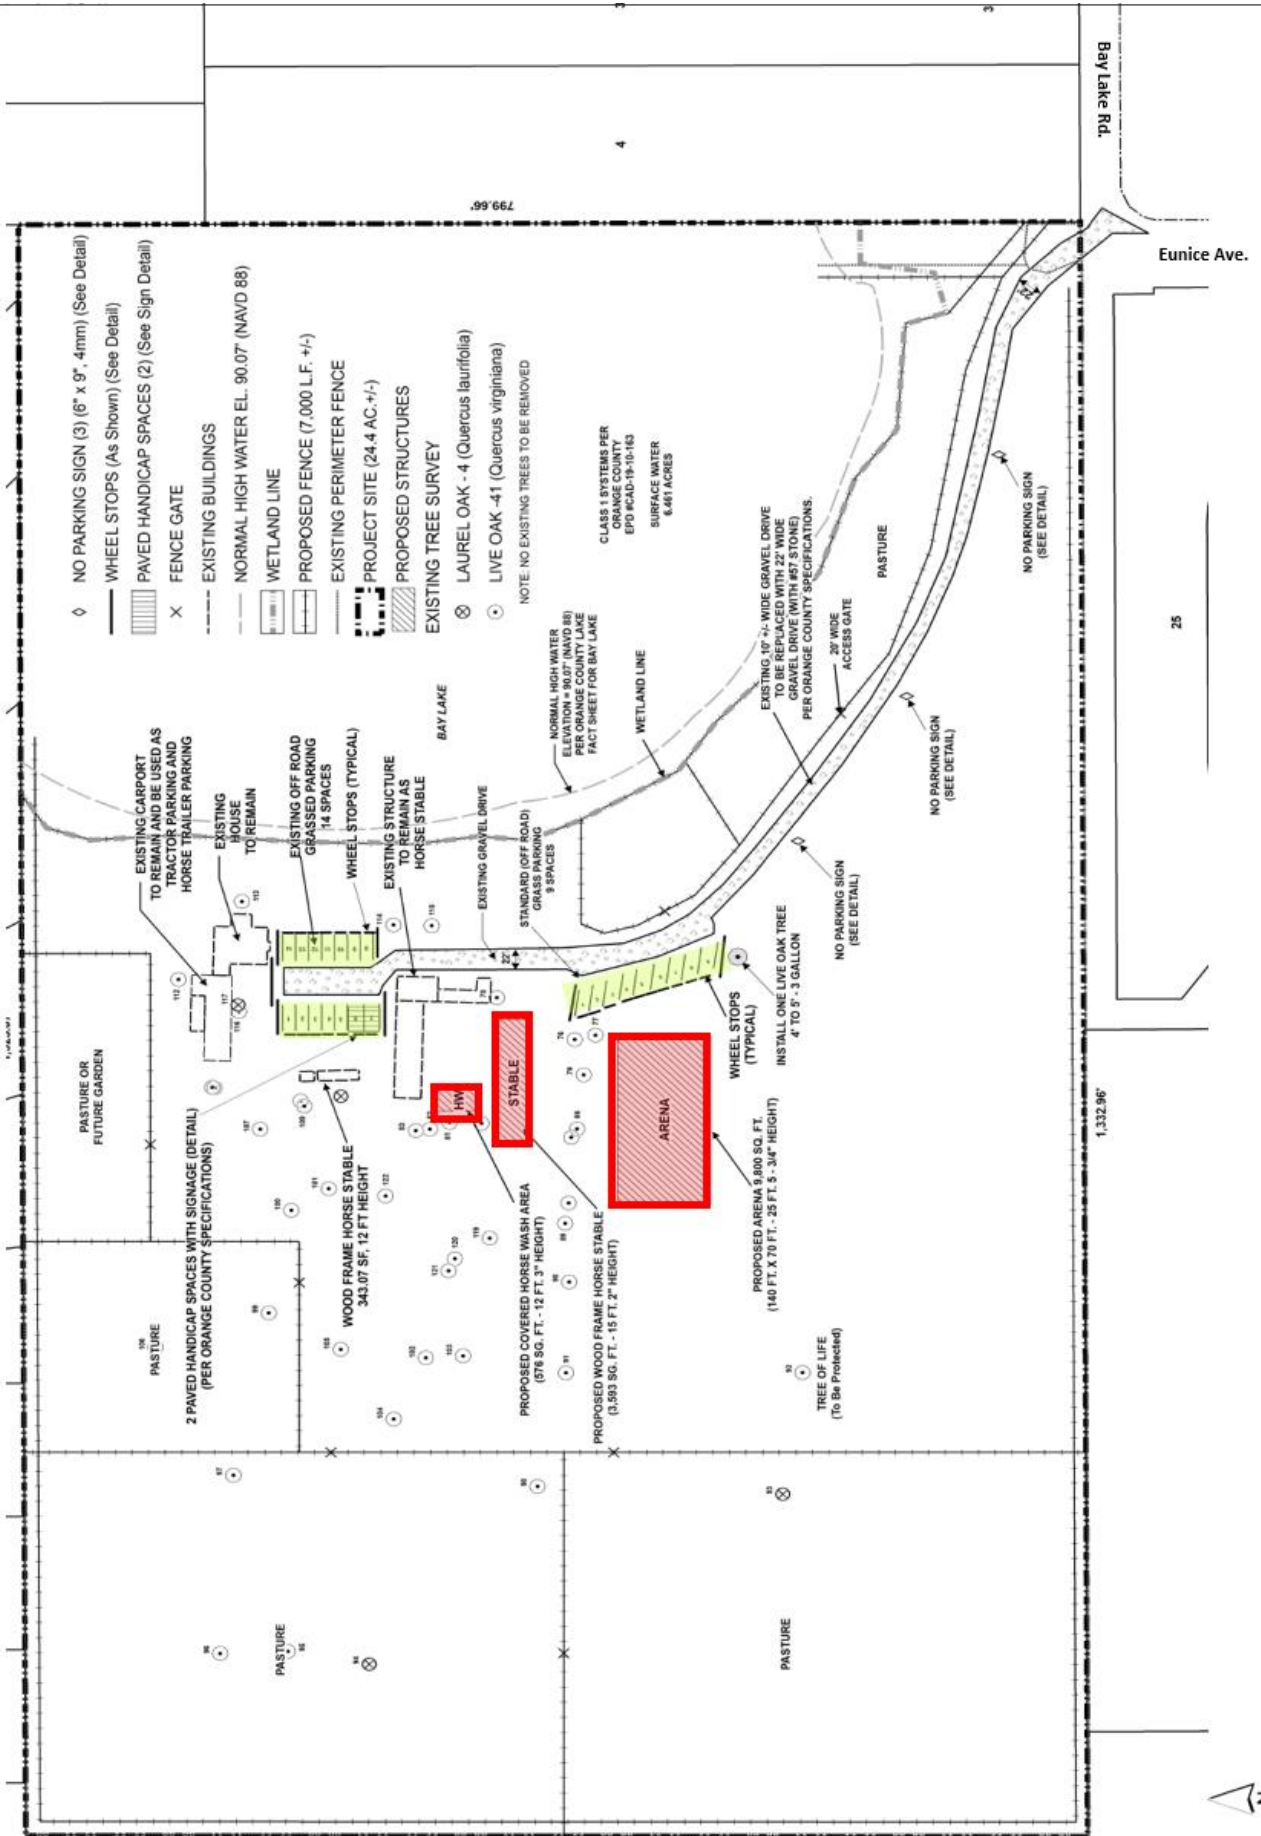 Bay Lake Rd.
Eunice Ave.
4
25
799.66'
1,332.96'
NO PARKING SIGN (3) (6" x 9", 4mm) (See Detail)
WHEEL STOPS (As Shown) (See Detail)
PAVED HANDICAP SPACES (2) (See Sign Detail)
FENCE GATE
EXISTING BUILDINGS
NORMAL HIGH WATER EL. 90.07' (NAVD 88)
WETLAND LINE
PROPOSED FENCE (7,000 L.F. +/-)
EXISTING PERIMETER FENCE
PROJECT SITE (24.4 AC.+/-)
PROPOSED STRUCTURES
EXISTING TREE SURVEY
LAUREL OAK - 4 (Quercus laurifolia)
LIVE OAK -41 (Quercus virginiana)
NOTE: NO EXISTING TREES TO BE REMOVED
CLASS 1 SYSTEMS PER
ORANGE COUNTY
EPD #CAD-19-10-163
SURFACE WATER
6.461 ACRES
BAY LAKE
NORMAL HIGH WATER
ELEVATION = 90.07' (NAVD 88)
PER ORANGE COUNTY LAKE
FACT SHEET FOR BAY LAKE
WETLAND LINE
EXISTING 10' +/- WIDE GRAVEL DRIVE
TO BE REPLACED WITH 22' WIDE
GRAVEL DRIVE (WITH #57 STONE)
PER ORANGE COUNTY SPECIFICATIONS.
20' WIDE
ACCESS GATE
PASTURE
22'
NO PARKING SIGN
(SEE DETAIL)
NO PARKING SIGN
(SEE DETAIL)
NO PARKING SIGN
(SEE DETAIL)
EXISTING CARPORT
TO REMAIN AND BE USED AS
TRACTOR PARKING AND
HORSE TRAILER PARKING
EXISTING
HOUSE
TO REMAIN
EXISTING OFF ROAD
GRASSED PARKING
14 SPACES
WHEEL STOPS (TYPICAL)
EXISTING STRUCTURE
TO REMAIN AS
HORSE STABLE
EXISTING GRAVEL DRIVE
22'
STANDARD (OFF ROAD)
GRASS PARKING
9 SPACES
WHEEL STOPS
(TYPICAL)
INSTALL ONE LIVE OAK TREE
4' TO 5' - 3 GALLON
HW
STABLE
ARENA
PASTURE OR
FUTURE GARDEN
2 PAVED HANDICAP SPACES WITH SIGNAGE (DETAIL)
(PER ORANGE COUNTY SPECIFICATIONS)
WOOD FRAME HORSE STABLE
343.07 SF, 12 FT HEIGHT
PROPOSED COVERED HORSE WASH AREA
(576 SG. FT. - 12 FT. 3" HEIGHT)
PROPOSED WOOD FRAME HORSE STABLE
(3,593 SG. FT. - 15 FT. 2" HEIGHT)
PROPOSED ARENA 9,800 SQ. FT.
(140 FT. X 70 FT. - 25 FT. 5 - 3/4" HEIGHT)
TREE OF LIFE
(To Be Protected)
PASTURE
PASTURE
PASTURE